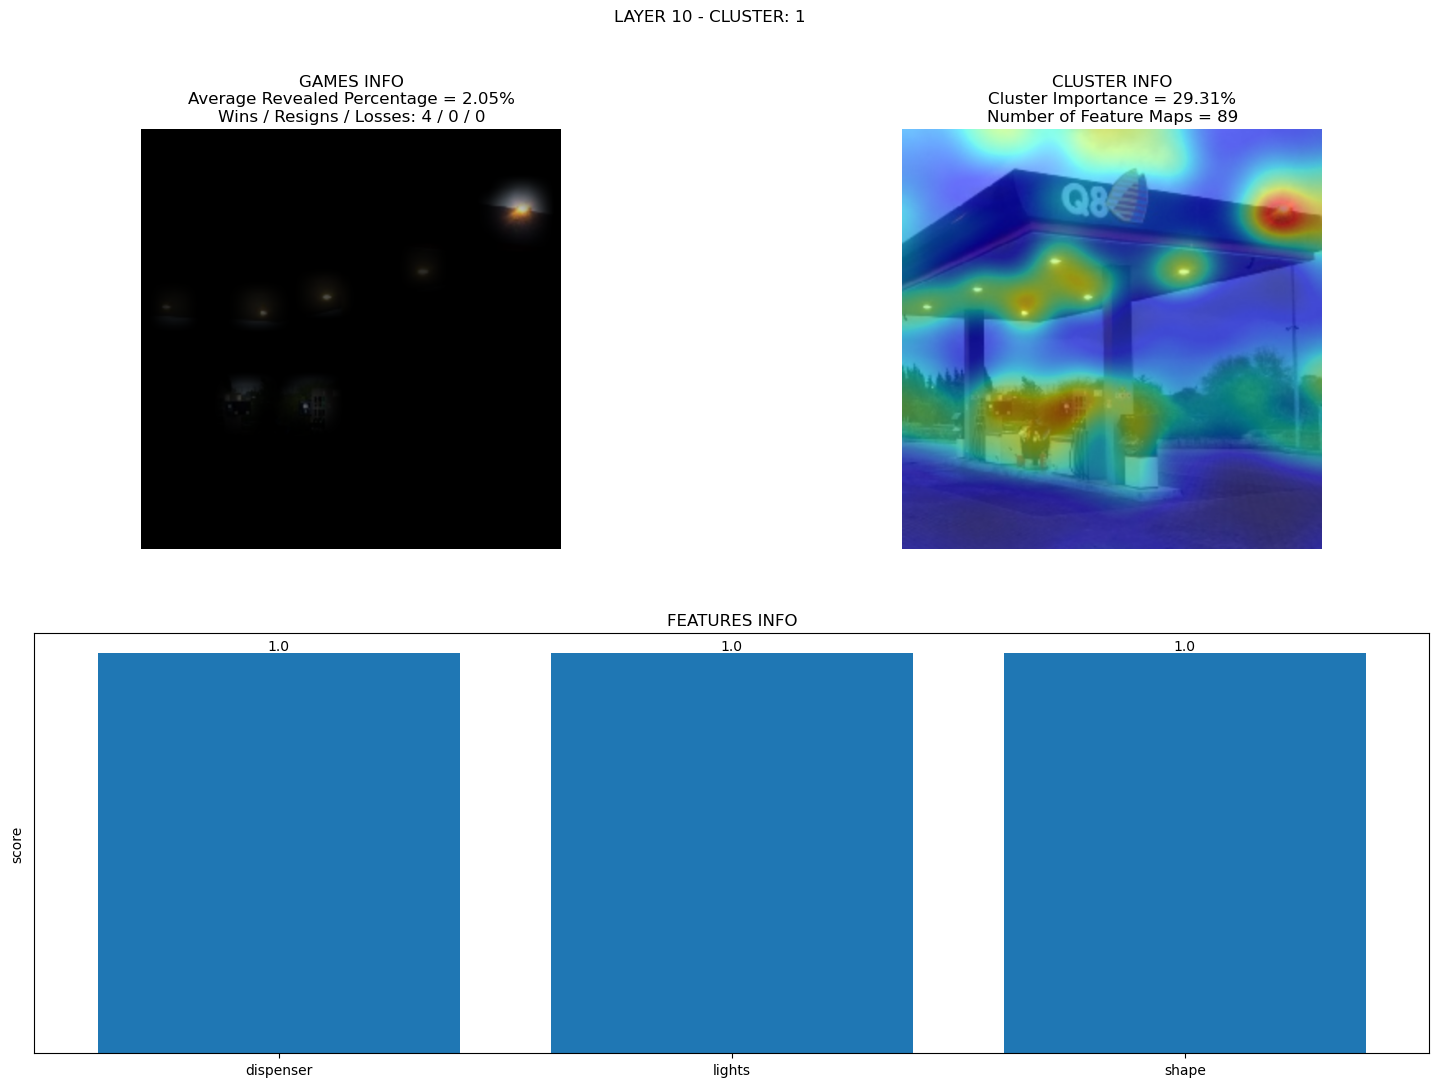 LAYER 10 - CLUSTER: 1
GAMES INFO
Average Revealed Percentage = 2.05%
Wins / Resigns / Losses: 4 / 0 / 0
CLUSTER INFO
Cluster Importance = 29.31%
Number of Feature Maps = 89
Q8
FEATURES INFO
1.0
1.0
1.0
score
dispenser
lights
shape